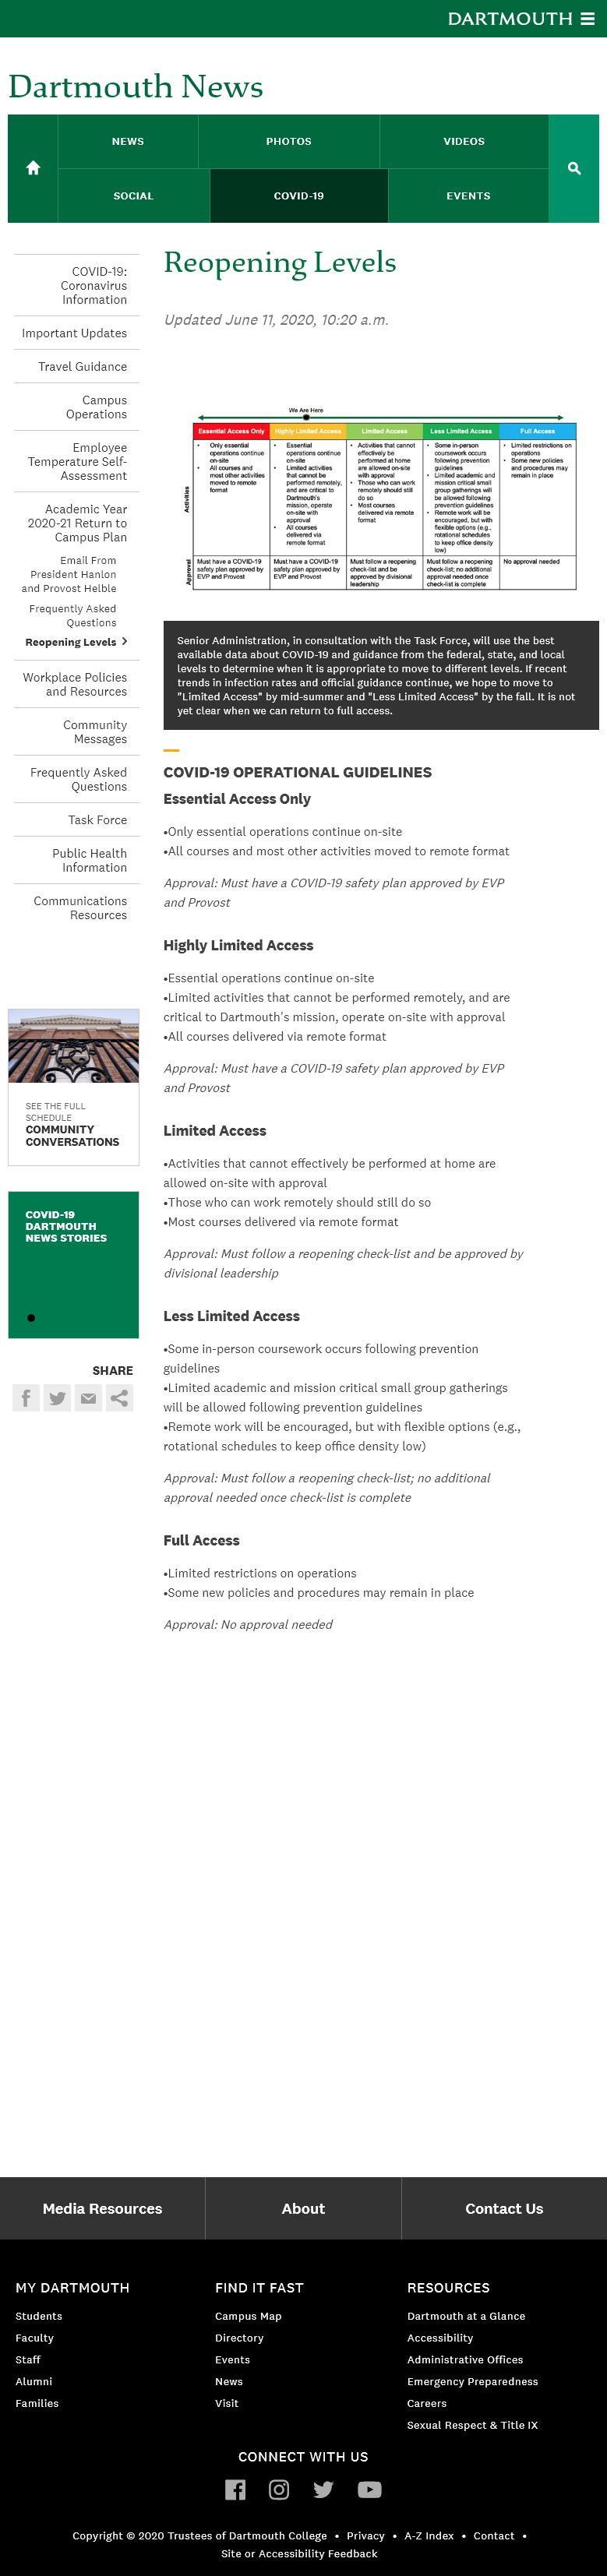 DARTMOUTH
Dartmouth News
NEWS
PHOTOS
VIDEOS
SOCIAL
COVID-19
EVENTS
COVID-19:
Coronavirus
Information
Important Updates
Travel Guidance
Campus
Operations
Employee
Temperature Self-
Assessment
Academic Year
2020-21 Return to
Campus Plan
Email From
President Hanlon
and Provost Helble
Frequently Asked
Questions
Reopening Levels
Workplace Policies
and Resources
Community
Messages
Frequently Asked
Questions
Task Force
Public Health
Information
Communications
Resources
SEE THE FULL
SCHEDULE
COMMUNITY
CONVERSATIONS
COVID-19
DARTMOUTH
NEWS STORIES
SHARE
Reopening Levels
Updated June 11, 2020, 10:20 a.m.
We Are Here
Essential Access Only
Highly Limited Access
Limited Access
Less Limited Access
Full Access
Activities
• Only essential
operations continue
on-site
• All courses and
most other activities
moved to remote
format
• Essential
operations continue
on-site
• Limited activities
that cannot be
performed remotely,
and are critical to
Dartmouth's
mission, operate
on-site with
approval
• All courses
delivered via
remote format
• Activities that cannot
effectively be
performed at home
are allowed on-site
with approval
• Those who can work
remotely should still
do so
• Most courses
delivered via remote
format
• Some in-person
coursework occurs
following prevention
guidelines
• Limited academic and
mission critical small
group gatherings will
be allowed following
prevention guidelines
• Remote work will be
encouraged, but with
flexible options (e.g.,
rotational schedules
to keep office density
low)
• Limited restrictions on
operations
• Some new policies
and procedures may
remain in place
Approval
Must have a COVID-19
safety plan approved by
EVP and Provost
Must have a COVID-19
safety plan approved by
EVP and Provost
Must follow a reopening
check-list and be
approved by divisional
leadership
Must follow a reopening
check-list; no additional
approval needed once
check-list is complete
No approval needed
Senior Administration, in consultation with the Task Force, will use the best
available data about COVID-19 and guidance from the federal, state, and local
levels to determine when it is appropriate to move to different levels. If recent
trends in infection rates and official guidance continue, we hope to move to
"Limited Access" by mid-summer and "Less Limited Access" by the fall. It is not
yet clear when we can return to full access.
COVID-19 OPERATIONAL GUIDELINES
Essential Access Only
•Only essential operations continue on-site
•All courses and most other activities moved to remote format
Approval: Must have a COVID-19 safety plan approved by EVP
and Provost
Highly Limited Access
•Essential operations continue on-site
•Limited activities that cannot be performed remotely, and are
critical to Dartmouth's mission, operate on-site with approval
•All courses delivered via remote format
Approval: Must have a COVID-19 safety plan approved by EVP
and Provost
Limited Access
•Activities that cannot effectively be performed at home are
allowed on-site with approval
•Those who can work remotely should still do so
•Most courses delivered via remote format
Approval: Must follow a reopening check-list and be approved by
divisional leadership
Less Limited Access
•Some in-person coursework occurs following prevention
guidelines
•Limited academic and mission critical small group gatherings
will be allowed following prevention guidelines
•Remote work will be encouraged, but with flexible options (e.g.,
rotational schedules to keep office density low)
Approval: Must follow a reopening check-list; no additional
approval needed once check-list is complete
Full Access
•Limited restrictions on operations
•Some new policies and procedures may remain in place
Approval: No approval needed
Media Resources
About
Contact Us
MY DARTMOUTH
Students
Faculty
Staff
Alumni
Families
FIND IT FAST
Campus Map
Directory
Events
News
Visit
RESOURCES
Dartmouth at a Glance
Accessibility
Administrative Offices
Emergency Preparedness
Careers
Sexual Respect & Title IX
CONNECT WITH US
Copyright © 2020 Trustees of Dartmouth College • Privacy • A-Z Index • Contact •
Site or Accessibility Feedback